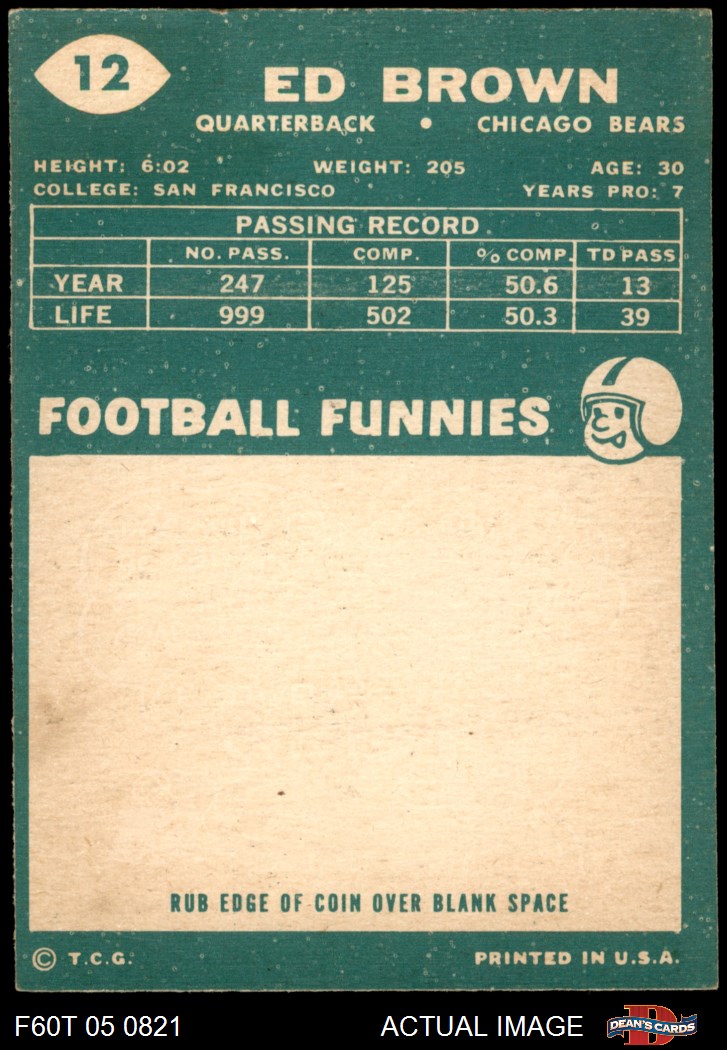 12
ED BROWN
QUARTERBACK • CHICAGO BEARS
HEIGHT: 6:02 WEIGHT: 205 AGE: 30
COLLEGE: SAN FRANCISCO YEARS PRO: 7
PASSING RECORD
NO. PASS. COMP. % COMP. TD PASS
YEAR 247 125 50.6 13
LIFE 999 502 50.3 39
FOOTBALL FUNNIES
RUB EDGE OF COIN OVER BLANK SPACE
© T.C.G. PRINTED IN U.S.A.
F60T 05 0821 ACTUAL IMAGE D DEAN'S CARDS